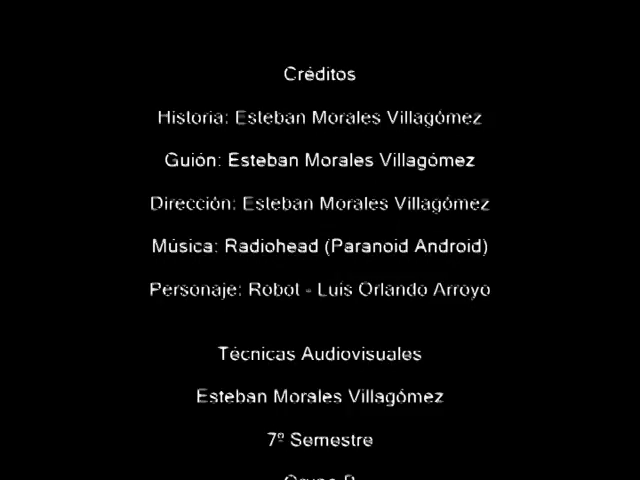 Créditos
Historia: Esteban Morales Villagómez
Guión: Esteban Morales Villagómez
Dirección: Esteban Morales Villagómez
Música: Radiohead (Paranoid Android)
Personaje: Robot - Luis Orlando Arroyo
Técnicas Audiovisuales
Esteban Morales Villagómez
7º Semestre